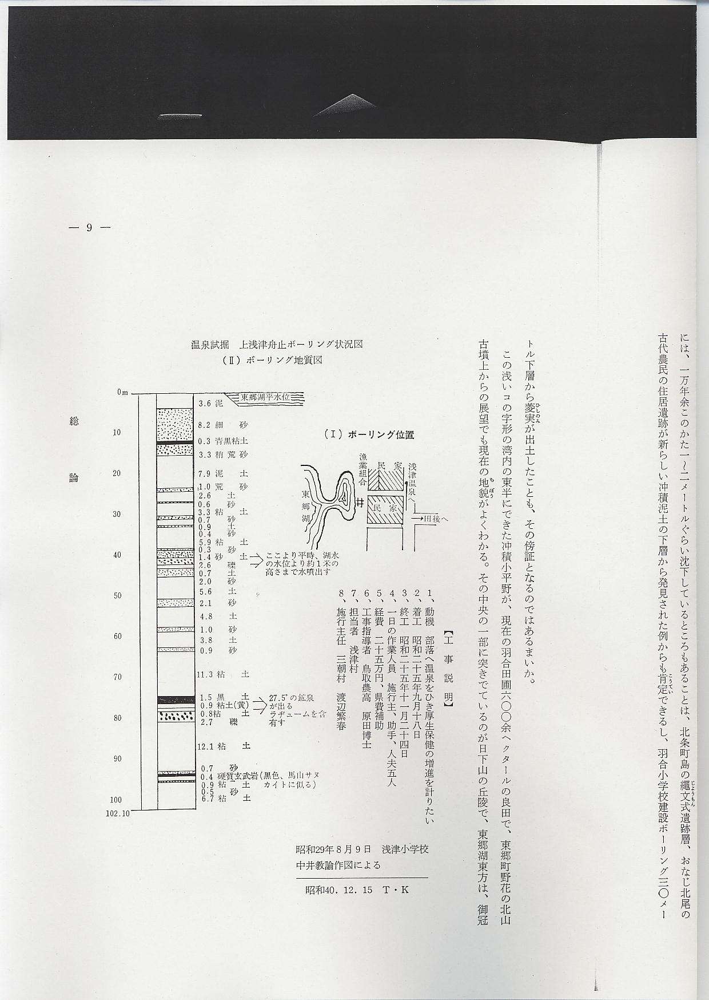 には、一万年余このかた一〜二メートルぐらい沈下しているところもあることは、北条町島の縄文式遺跡層、おなじ北尾の
じようもん
古代農民の住居遺跡が新らしい冲積泥土の下層から発見された例からも肯定できるし、羽合小学校建設ボーリング三〇メー
こうてい
トル下層から菱実が出土したことも、その傍証となるのではあるまいか。
ひしのみ
この浅いコの字形の湾内の東半にできた冲積小平野が、現在の羽合田圃六〇〇余ヘクタールの良田で、東郷町野花の北山
古墳上からの展望でも現在の地貌がよくわかる。その中央の一部に突きでているのが日下山の丘陵で、東郷湖東方は、御冠
ちぼう
温泉試掘 上浅津舟止ボーリング状況図
(Ⅱ)ボーリング地質図
0m
10
20
30
40
50
60
70
80
90
100
102.10
東郷湖平水位
3.6 泥
8.2 細 砂
0.3 青黒粘土
3.3 稍荒砂
7.9 泥 土
1.0 荒 砂
2.6 土
0.6 砂
3.3 粘 土
0.7 砂
0.9 土
0.4 砂
5.9 粘 土
0.3 砂
1.4 砂 土
2.6 礫
0.7 土
2.0 砂
5.6 土
2.1 砂
4.8 土
1.0 砂
3.8 土
0.9 砂
11.3 粘 土
1.5 黒 土
0.9 粘土(黄)
0.8粘 土
2.7 礫
12.1 粘 土
0.7 砂
0.4 硬質玄武岩(黒色、馬山サヌ
カイトに似る)
0.9 粘 土
0.5 砂
6.7 粘 土
ここより平時、湖水
の水位より約1米の
高さまで水噴出す
27.5°の鉱泉
が出る
ラヂュームを含
有す
(Ⅰ)ボーリング位置
東郷湖
漁業組合
民家
民家
浅津温泉へ
→田後へ
【工事説明】
1、動機 部落へ温泉をひき厚生保健の増進を計りたい
2、着工 昭和二十五年九月十八日
3、終工 昭和二十五年十一月二十四日
4、一日の作業人員 施行主、助手、人夫五人
5、経費 二十五万円、県費補助
6、工事指導者 鳥取農高 原田博士
7、担当者 浅津村
8、施行主任 三朝村 渡辺繁春
昭和29年8月9日 浅津小学校
中井教諭作図による
昭和40.12.15 T・K
総論
— 9 —